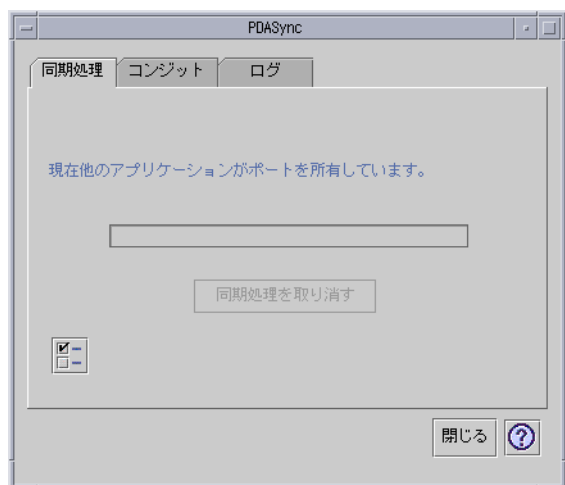 PDASync
同期処理
コンジット
ログ
現在他のアプリケーションがポートを所有しています。
同期処理を取り消す
閉じる
?